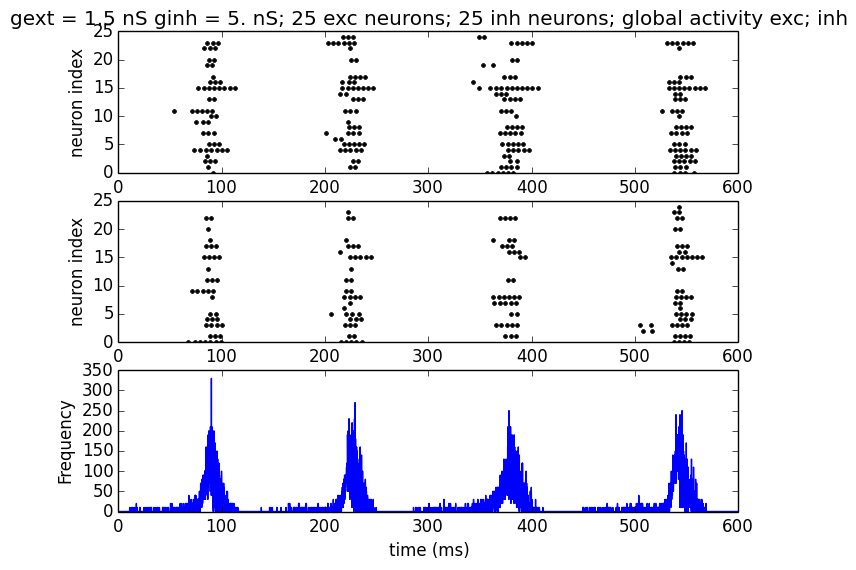 gext = 1.5 nS ginh = 5. nS; 25 exc neurons; 25 inh neurons; global activity exc; inh
25
20
15
10
5
0
neuron index
0 100 200 300 400 500 600
25
20
15
10
5
0
neuron index
0 100 200 300 400 500 600
350
300
250
200
150
100
50
0
Frequency
0 100 200 300 400 500 600
time (ms)